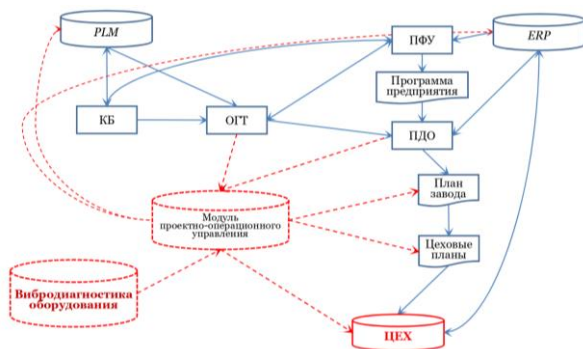 PLM
ПФУ
ERP
Программа
предприятия
КБ
ОГТ
ПДО
План
завода
Модуль
проектно-операционного
управления
Цеховые
планы
Вибродиагностика
оборудования
ЦЕХ